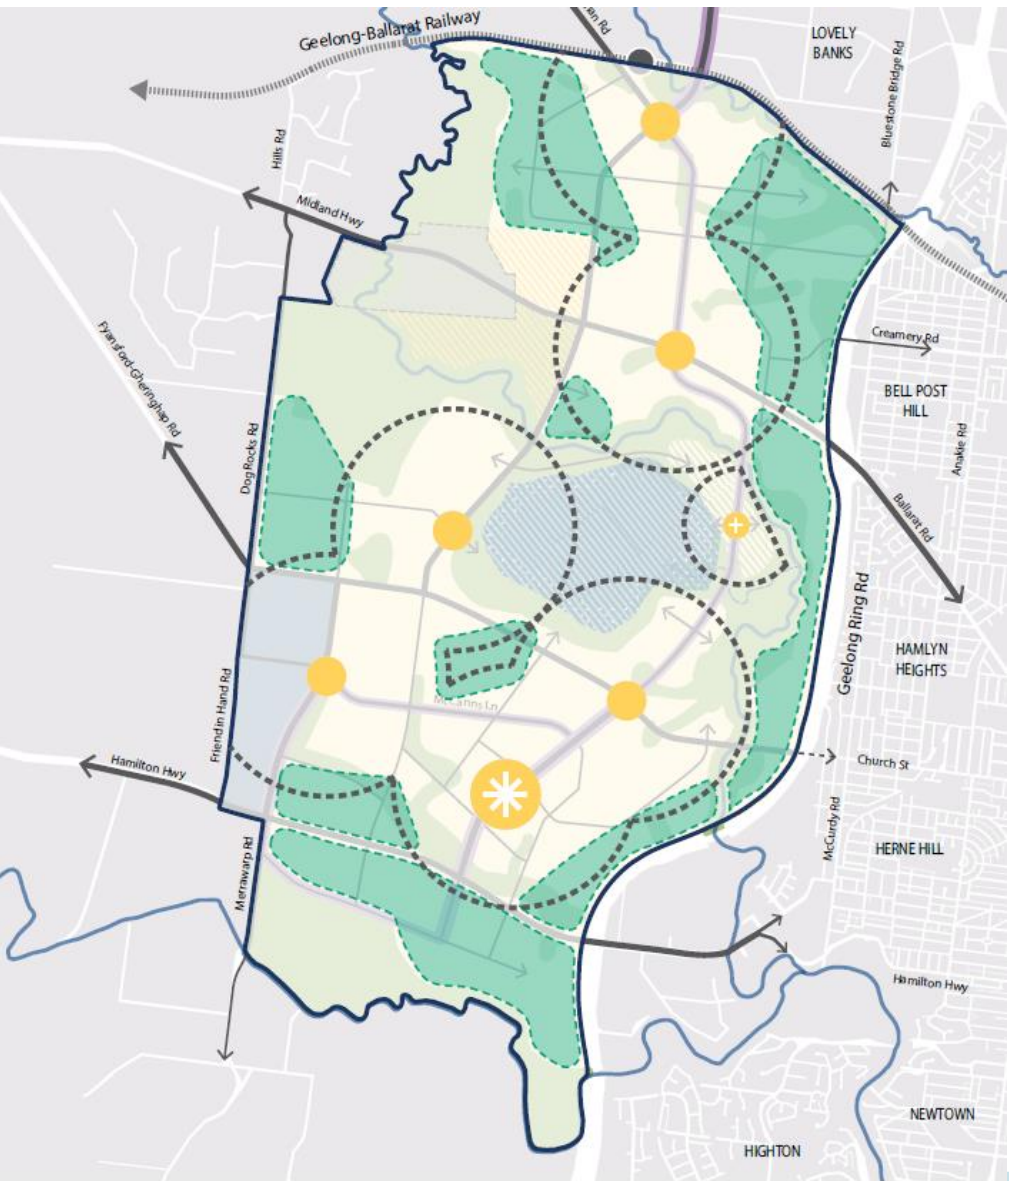 Geelong-Ballarat Railway
an Rd
LOVELY
BANKS
Bluestone Bridge Rd
Hills Rd
Midland Hwy
Fyansford-Gheringhap Rd
Creamery Rd
BELL POST
HILL
Anakie Rd
Dog Rocks Rd
Ballarat Rd
Geelong Ring Rd
HAMLYN
HEIGHTS
Friend in Hand Rd
McCanns Ln
Hamilton Hwy
Church St
McCurdy Rd
HERNE HILL
Merrawarp Rd
Hamilton Hwy
NEWTOWN
HIGHTON